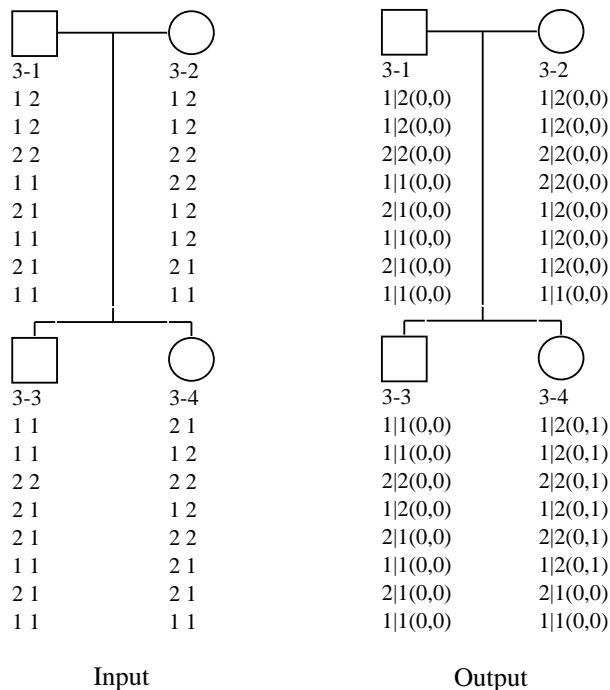 3-1 3-2 3-1 3-2
1 2 1 2 1|2(0,0) 1|2(0,0)
1 2 1 2 1|2(0,0) 1|2(0,0)
2 2 2 2 2|2(0,0) 2|2(0,0)
1 1 2 2 1|1(0,0) 2|2(0,0)
2 1 1 2 2|1(0,0) 1|2(0,0)
1 1 1 2 1|1(0,0) 1|2(0,0)
2 1 2 1 2|1(0,0) 1|2(0,0)
1 1 1 1 1|1(0,0) 1|1(0,0)
3-3 3-4 3-3 3-4
1 1 2 1 1|1(0,0) 1|2(0,1)
1 1 1 2 1|1(0,0) 1|2(0,1)
2 2 2 2 2|2(0,0) 2|2(0,1)
2 1 1 2 1|2(0,0) 1|2(0,1)
2 1 2 2 2|1(0,0) 2|2(0,1)
1 1 2 1 1|1(0,0) 1|2(0,1)
2 1 2 1 2|1(0,0) 2|1(0,0)
1 1 1 1 1|1(0,0) 1|1(0,0)
Input Output